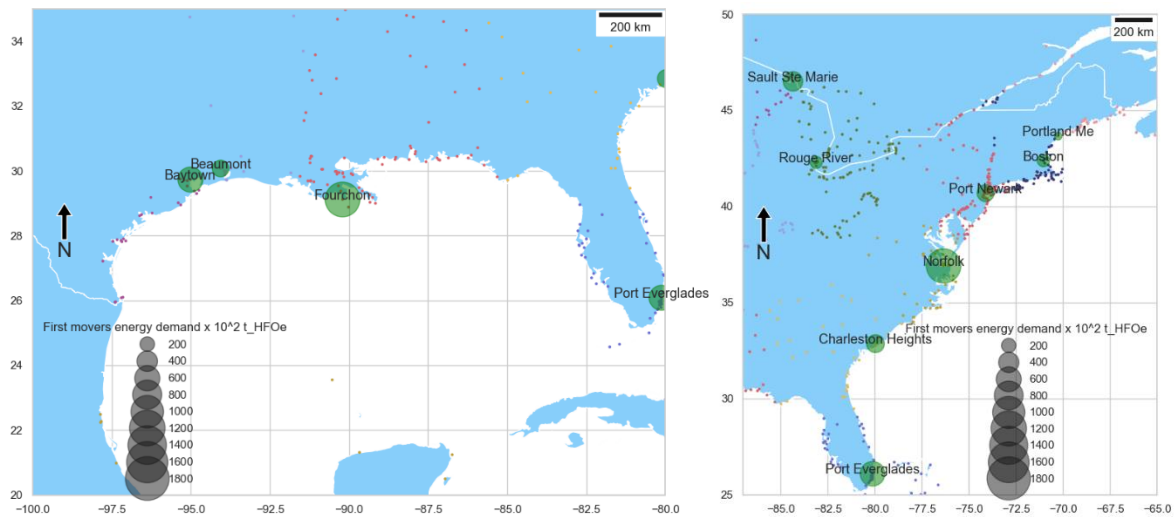 34
32
30
28
26
24
22
20
−100.0
−97.5
−95.0
−92.5
−90.0
−87.5
−85.0
−82.5
−80.0
200 km
Beaumont
Baytown
Fourchon
Port Everglades
N
First movers energy demand x 10^2 t_HFOe
200
400
600
800
1000
1200
1400
1600
1800
50
45
40
35
30
25
−85.0
−82.5
−80.0
−77.5
−75.0
−72.5
−70.0
−67.5
−65.0
200 km
Sault Ste Marie
Portland Me
Rouge River
Boston
Port Newark
N
Norfolk
Charleston Heights
Port Everglades
First movers energy demand x 10^2 t_HFOe
200
400
600
800
1000
1200
1400
1600
1800